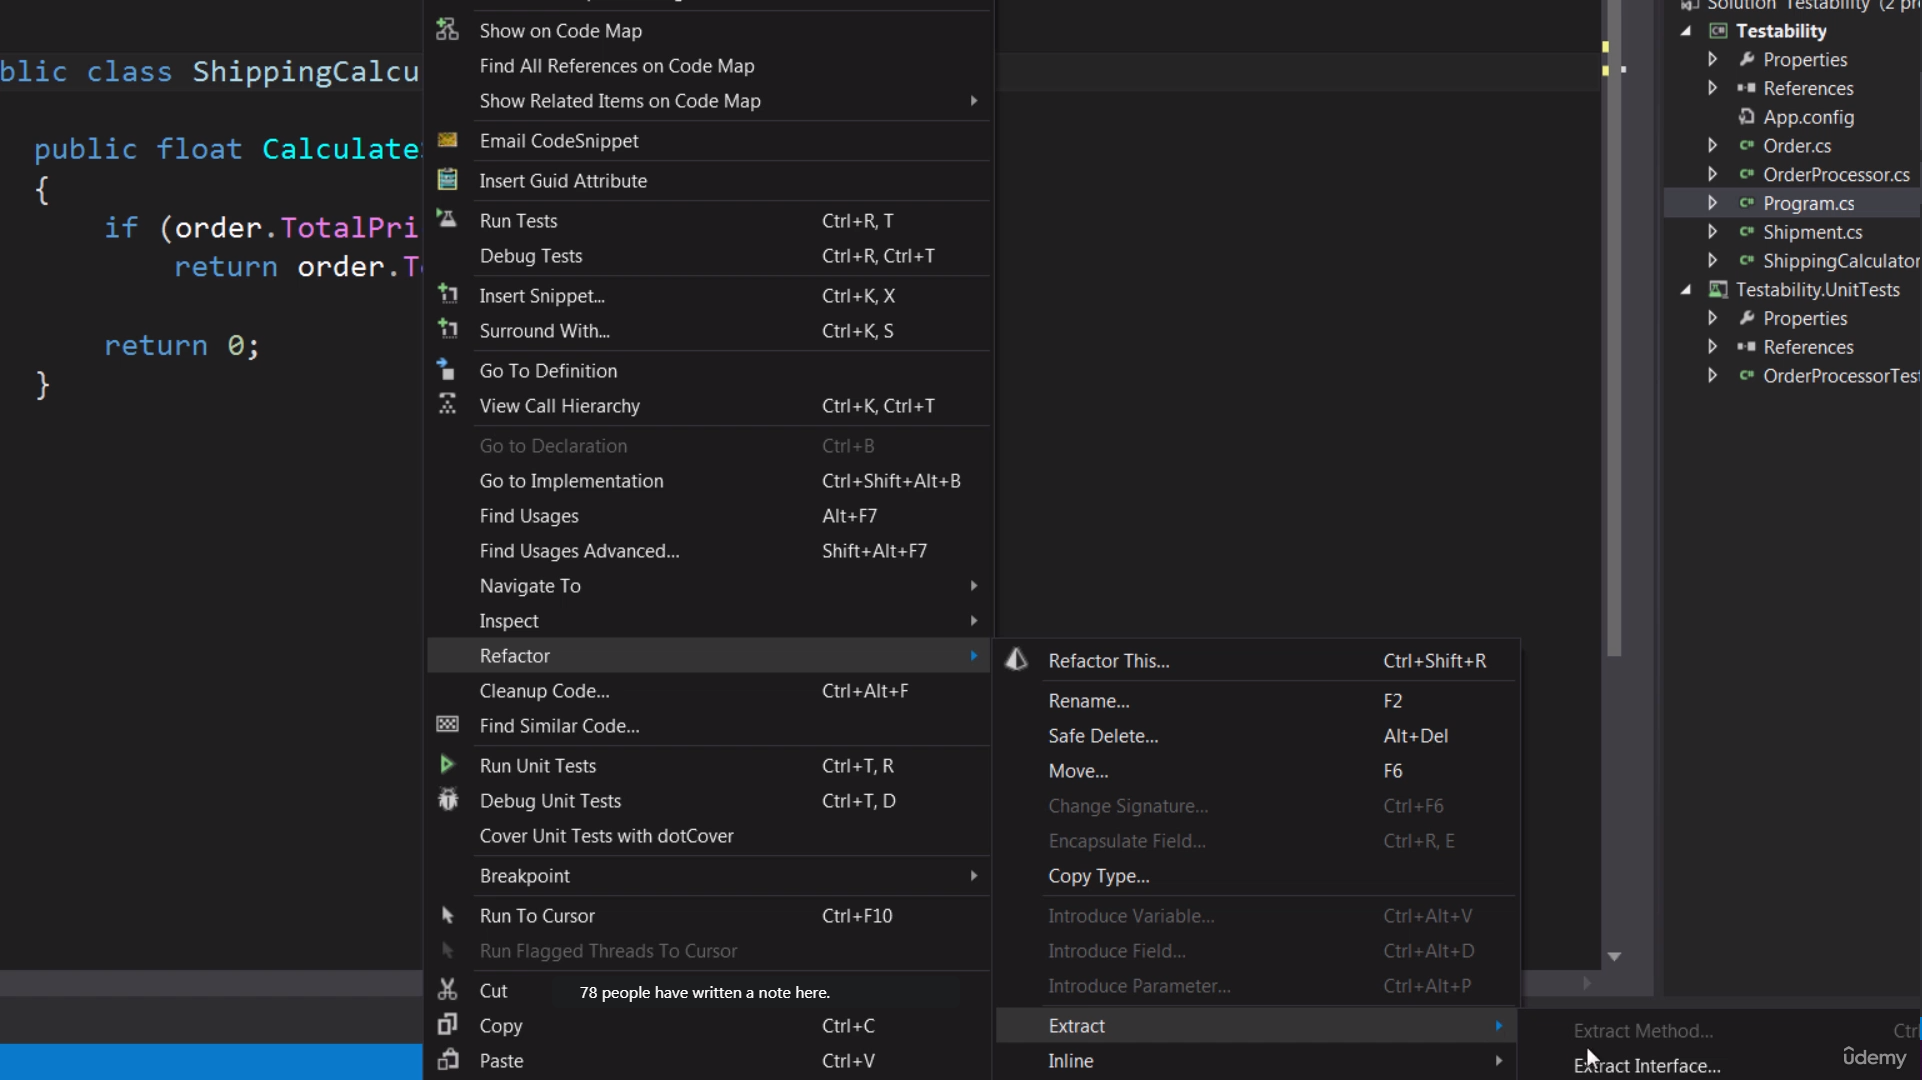 blic class ShippingCalcu
public float Calculate
{
if (order.TotalPri
return order.T
return 0;
}
Show on Code Map
Find All References on Code Map
Show Related Items on Code Map
Email CodeSnippet
Insert Guid Attribute
Run Tests Ctrl+R, T
Debug Tests Ctrl+R, Ctrl+T
Insert Snippet... Ctrl+K, X
Surround With... Ctrl+K, S
Go To Definition
View Call Hierarchy Ctrl+K, Ctrl+T
Go to Declaration Ctrl+B
Go to Implementation Ctrl+Shift+Alt+B
Find Usages Alt+F7
Find Usages Advanced... Shift+Alt+F7
Navigate To
Inspect
Refactor
Cleanup Code... Ctrl+Alt+F
Find Similar Code...
Run Unit Tests Ctrl+T, R
Debug Unit Tests Ctrl+T, D
Cover Unit Tests with dotCover
Breakpoint
Run To Cursor Ctrl+F10
Run Flagged Threads To Cursor
Cut
78 people have written a note here.
Copy Ctrl+C
Paste Ctrl+V
Refactor This... Ctrl+Shift+R
Rename... F2
Safe Delete... Alt+Del
Move... F6
Change Signature... Ctrl+F6
Encapsulate Field... Ctrl+R, E
Copy Type...
Introduce Variable... Ctrl+Alt+V
Introduce Field... Ctrl+Alt+D
Introduce Parameter... Ctrl+Alt+P
Extract
Inline
Extract Method... Ctr
Extract Interface...
Solution 'Testability' (2 pr
Testability
Properties
References
App.config
Order.cs
OrderProcessor.cs
Program.cs
Shipment.cs
ShippingCalculator
Testability.UnitTests
Properties
References
OrderProcessorTest
ûdemy